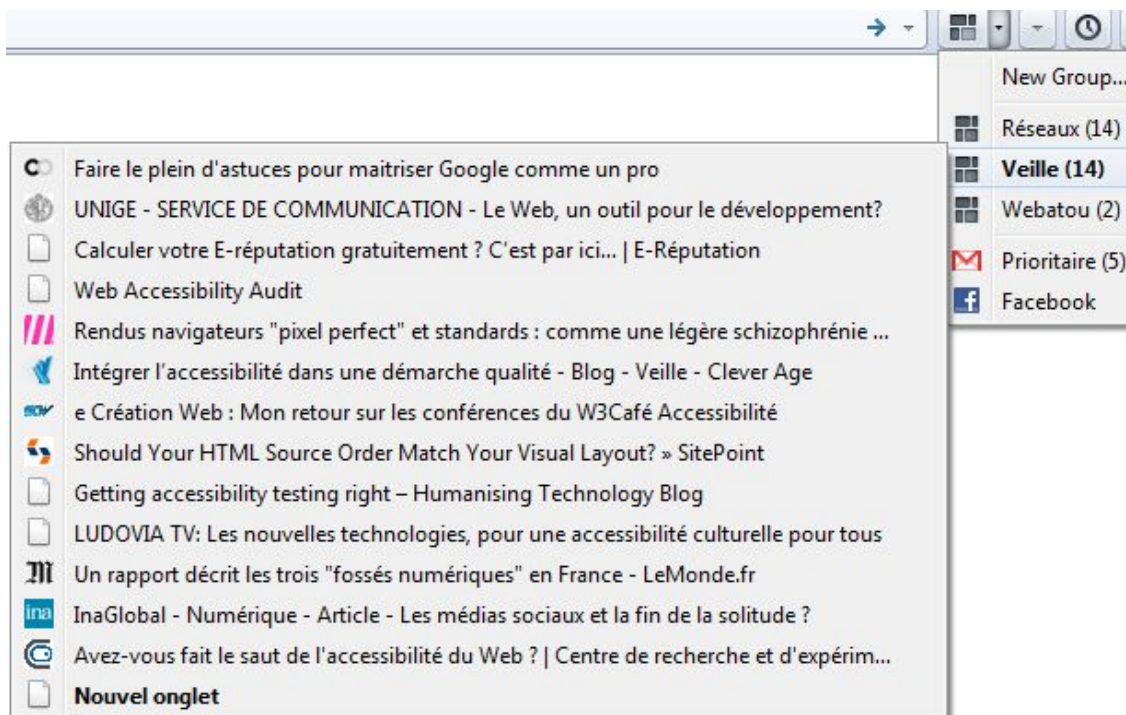 New Group...
Réseaux (14)
Veille (14)
Webatou (2)
Prioritaire (5)
Facebook
Faire le plein d'astuces pour maitriser Google comme un pro
UNIGE - SERVICE DE COMMUNICATION - Le Web, un outil pour le développement?
Calculer votre E-réputation gratuitement ? C'est par ici... | E-Réputation
Web Accessibility Audit
Rendus navigateurs "pixel perfect" et standards : comme une légère schizophrénie ...
Intégrer l'accessibilité dans une démarche qualité - Blog - Veille - Clever Age
e Création Web : Mon retour sur les conférences du W3Café Accessibilité
Should Your HTML Source Order Match Your Visual Layout? » SitePoint
Getting accessibility testing right – Humanising Technology Blog
LUDOVIA TV: Les nouvelles technologies, pour une accessibilité culturelle pour tous
Un rapport décrit les trois "fossés numériques" en France - LeMonde.fr
ina
InaGlobal - Numérique - Article - Les médias sociaux et la fin de la solitude ?
Avez-vous fait le saut de l'accessibilité du Web ? | Centre de recherche et d'expérim...
Nouvel onglet